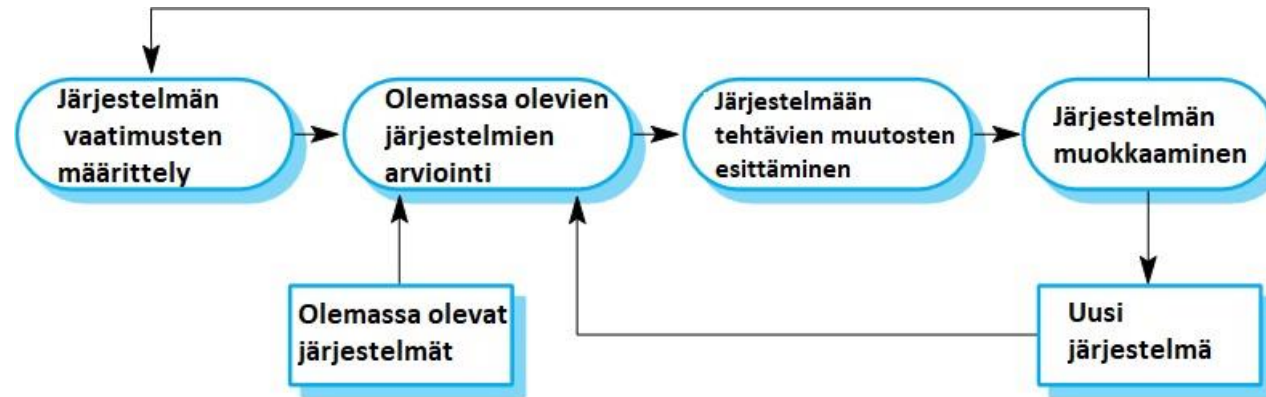 Järjestelmän
vaatimusten
määrittely
Olemassa olevien
järjestelmien
arviointi
Järjestelmään
tehtävien muutosten
esittäminen
Järjestelmän
muokkaaminen
Olemassa olevat
järjestelmät
Uusi
järjestelmä